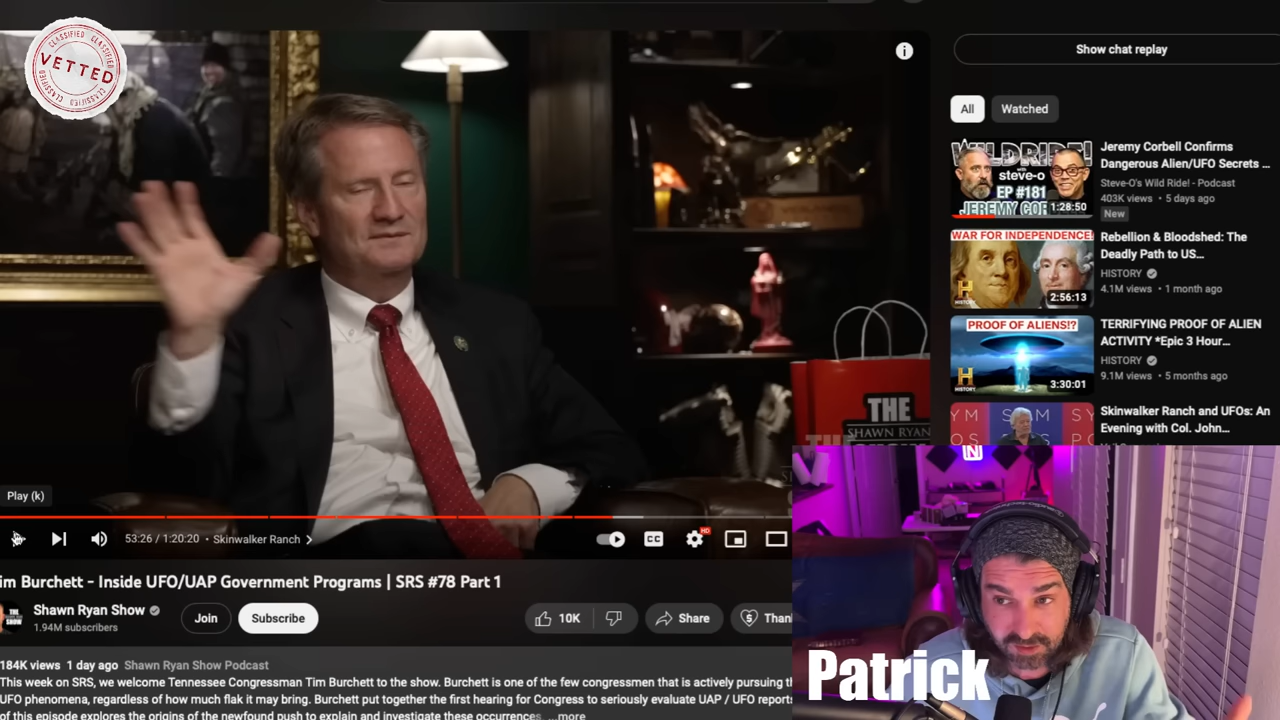 CLASSIFIED
VETTED
CLASSIFIED
Show chat replay
All
Watched
WILDRIDE!
with
steve-o
EP #181
1:28:50
Jeremy Corbell Confirms
Dangerous Alien/UFO Secrets ...
Steve-O's Wild Ride! - Podcast
403K views • 5 days ago
New
WAR FOR INDEPENDENCE!
H
HISTORY
2:56:13
Rebellion & Bloodshed: The
Deadly Path to US...
HISTORY
4.1M views • 1 month ago
PROOF OF ALIENS!?
H
HISTORY
3:30:01
TERRIFYING PROOF OF ALIEN
ACTIVITY *Epic 3 Hour...
HISTORY
9.1M views • 5 months ago
Skinwalker Ranch and UFOs: An
Evening with Col. John...
THE
SHAWN RYAN
Play (k)
53:26 / 1:20:20 • Skinwalker Ranch
CC
HD
im Burchett - Inside UFO/UAP Government Programs | SRS #78 Part 1
Shawn Ryan Show
1.94M subscribers
Join
Subscribe
10K
Share
Than
184K views 1 day ago Shawn Ryan Show Podcast
This week on SRS, we welcome Tennessee Congressman Tim Burchett to the show. Burchett is one of the few congressmen that is actively pursuing th
UFO phenomena, regardless of how much flak it may bring. Burchett put together the first hearing for Congress to seriously evaluate UAP / UFO reports
of this episode explores the origins of the newfound push to explain and investigate these occurrences. ...more
Patrick